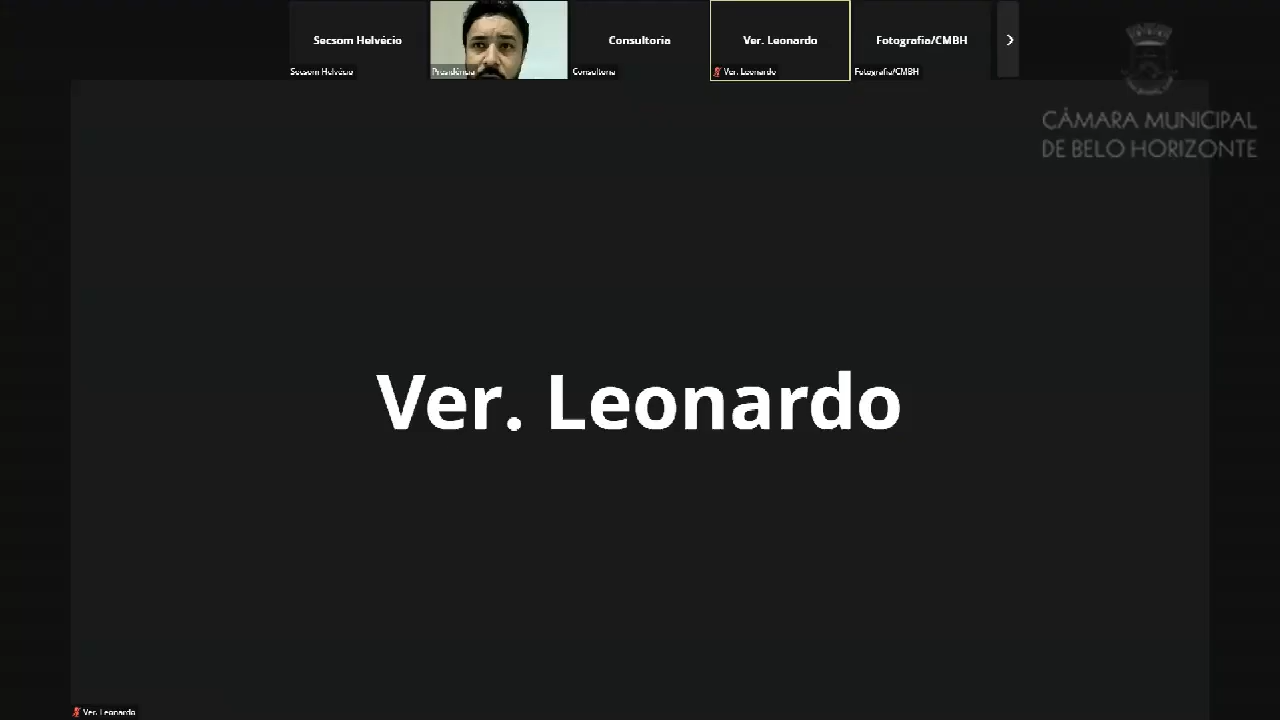 Secsom Helvécio
Consultoria
Ver. Leonardo
Fotografia/CMBH
Secsom Helvécio
Presidência
Consultoria
Ver. Leonardo
Fotografia/CMBH
CÂMARA MUNICIPAL
DE BELO HORIZONTE
Ver. Leonardo
Ver. Leonardo